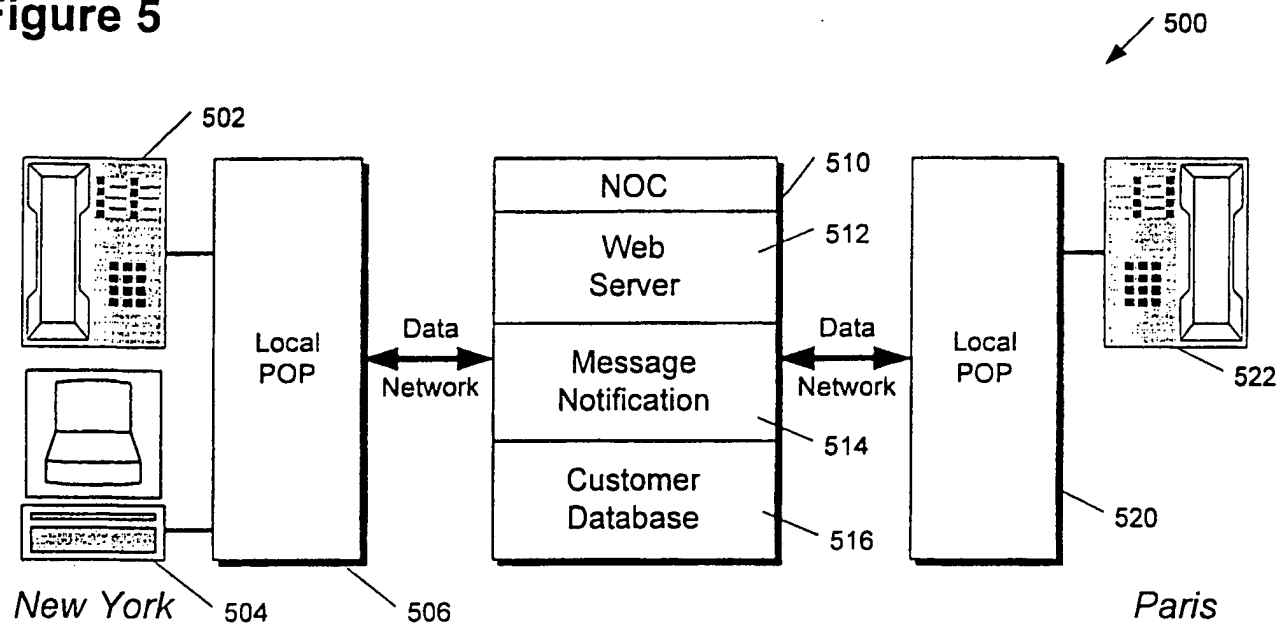 Figure 5
500
502
510
NOC
512
Web
Server
Data
Network
Local
POP
Message
Notification
Data
Network
Local
POP
522
514
Customer
Database
516
520
New York
504
506
Paris